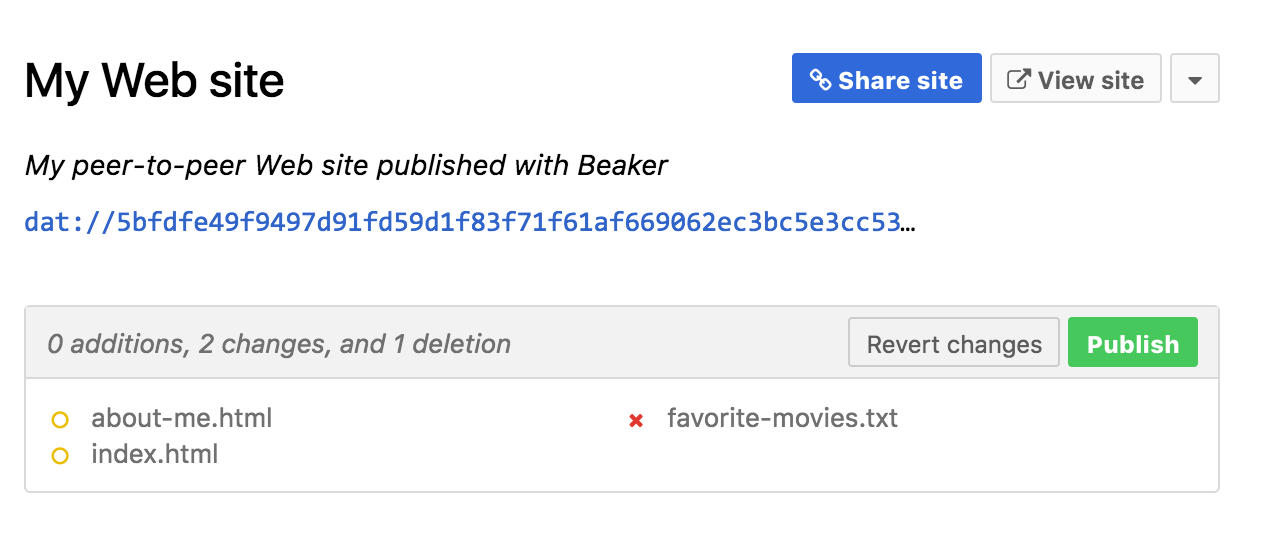 My Web site
Share site
View site
My peer-to-peer Web site published with Beaker
dat://5bfdfe49f9497d91fd59d1f83f71f61af669062ec3bc5e3cc53…
0 additions, 2 changes, and 1 deletion
Revert changes
Publish
about-me.html
favorite-movies.txt
index.html